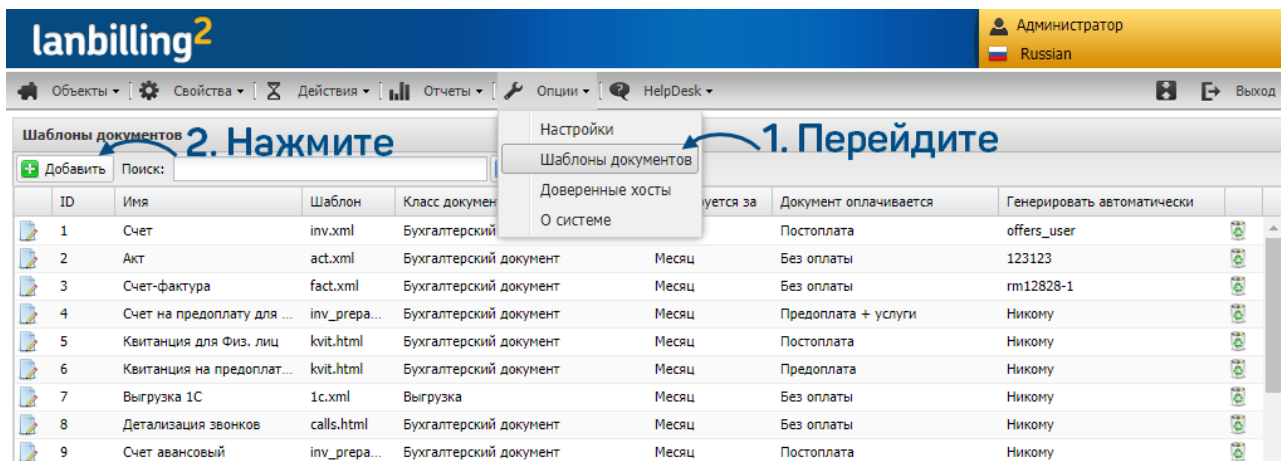 lanbilling2
Администратор
Russian
Объекты Свойства Действия Отчеты Опции HelpDesk Выход
Шаблоны документов
2. Нажмите
Настройки
Шаблоны документов
Доверенные хосты
О системе
1. Перейдите
Добавить Поиск:
ID Имя Шаблон Класс докумен уется за Документ оплачивается Генерировать автоматически
1 Счет inv.xml Бухгалтерский Постоплата offers_user
2 Акт act.xml Бухгалтерский документ Месяц Без оплаты 123123
3 Счет-фактура fact.xml Бухгалтерский документ Месяц Без оплаты rm12828-1
4 Счет на предоплату для ... inv_prepa... Бухгалтерский документ Месяц Предоплата + услуги Никому
5 Квитанция для Физ. лиц kvit.html Бухгалтерский документ Месяц Постоплата Никому
6 Квитанция на предоплат... kvit.html Бухгалтерский документ Месяц Предоплата Никому
7 Выгрузка 1С 1c.xml Выгрузка Месяц Без оплаты Никому
8 Детализация звонков calls.html Бухгалтерский документ Месяц Без оплаты Никому
9 Счет авансовый inv_prepa... Бухгалтерский документ Месяц Постоплата Никому